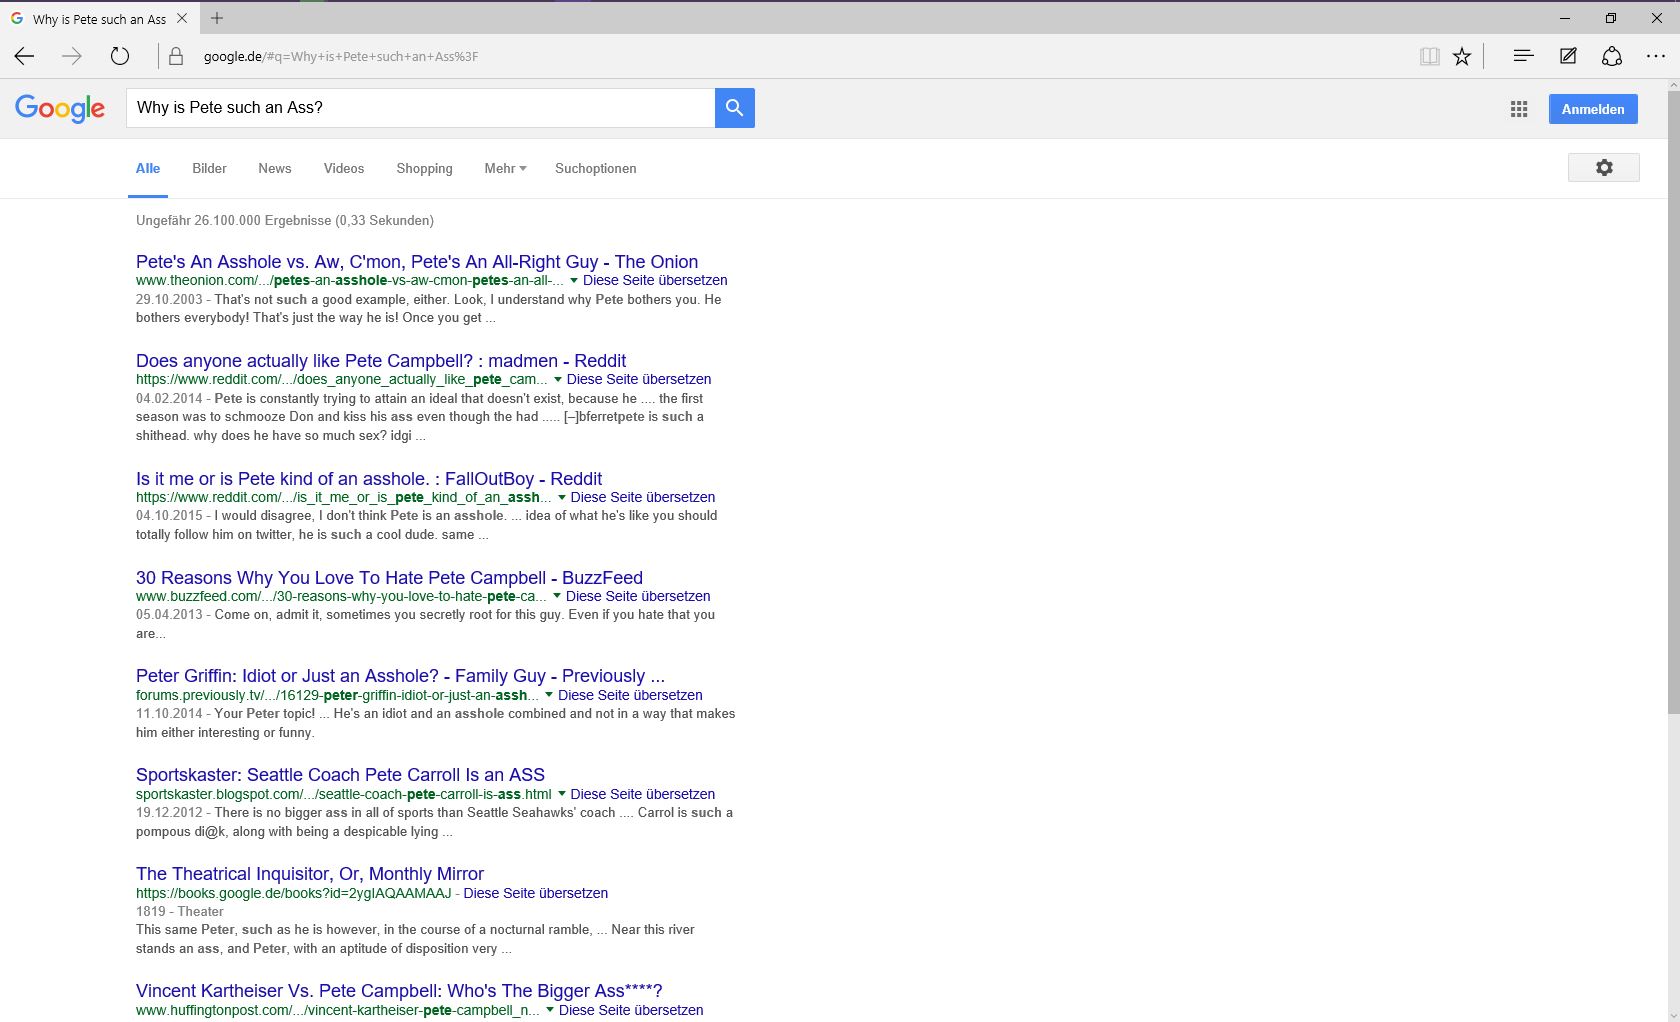 Why is Pete such an Ass
google.de/#q=Why+is+Pete+such+an+Ass%3F
Google
Why is Pete such an Ass?
Anmelden
Alle Bilder News Videos Shopping Mehr Suchoptionen
Ungefähr 26.100.000 Ergebnisse (0,33 Sekunden)
Pete's An Asshole vs. Aw, C'mon, Pete's An All-Right Guy - The Onion
www.theonion.com/.../petes-an-asshole-vs-aw-cmon-petes-an-all-... Diese Seite übersetzen
29.10.2003 - That's not such a good example, either. Look, I understand why Pete bothers you. He
bothers everybody! That's just the way he is! Once you get ...
Does anyone actually like Pete Campbell? : madmen - Reddit
https://www.reddit.com/.../does_anyone_actually_like_pete_cam... Diese Seite übersetzen
04.02.2014 - Pete is constantly trying to attain an ideal that doesn't exist, because he .... the first
season was to schmooze Don and kiss his ass even though the had ..... [–]bferretpete is such a
shithead. why does he have so much sex? idgi ...
Is it me or is Pete kind of an asshole. : FallOutBoy - Reddit
https://www.reddit.com/.../is_it_me_or_is_pete_kind_of_an_assh... Diese Seite übersetzen
04.10.2015 - I would disagree, I don't think Pete is an asshole. ... idea of what he's like you should
totally follow him on twitter, he is such a cool dude. same ...
30 Reasons Why You Love To Hate Pete Campbell - BuzzFeed
www.buzzfeed.com/.../30-reasons-why-you-love-to-hate-pete-ca... Diese Seite übersetzen
05.04.2013 - Come on, admit it, sometimes you secretly root for this guy. Even if you hate that you
are...
Peter Griffin: Idiot or Just an Asshole? - Family Guy - Previously ...
forums.previously.tv/.../16129-peter-griffin-idiot-or-just-an-assh... Diese Seite übersetzen
11.10.2014 - Your Peter topic! ... He's an idiot and an asshole combined and not in a way that makes
him either interesting or funny.
Sportskaster: Seattle Coach Pete Carroll Is an ASS
sportskaster.blogspot.com/.../seattle-coach-pete-carroll-is-ass.html Diese Seite übersetzen
19.12.2012 - There is no bigger ass in all of sports than Seattle Seahawks' coach .... Carrol is such a
pompous di@k, along with being a despicable lying ...
The Theatrical Inquisitor, Or, Monthly Mirror
https://books.google.de/books?id=2yglAQAAMAAJ - Diese Seite übersetzen
1819 - Theater
This same Peter, such as he is however, in the course of a nocturnal ramble, ... Near this river
stands an ass, and Peter, with an aptitude of disposition very ...
Vincent Kartheiser Vs. Pete Campbell: Who's The Bigger Ass****?
www.huffingtonpost.com/.../vincent-kartheiser-pete-campbell_n... Diese Seite übersetzen